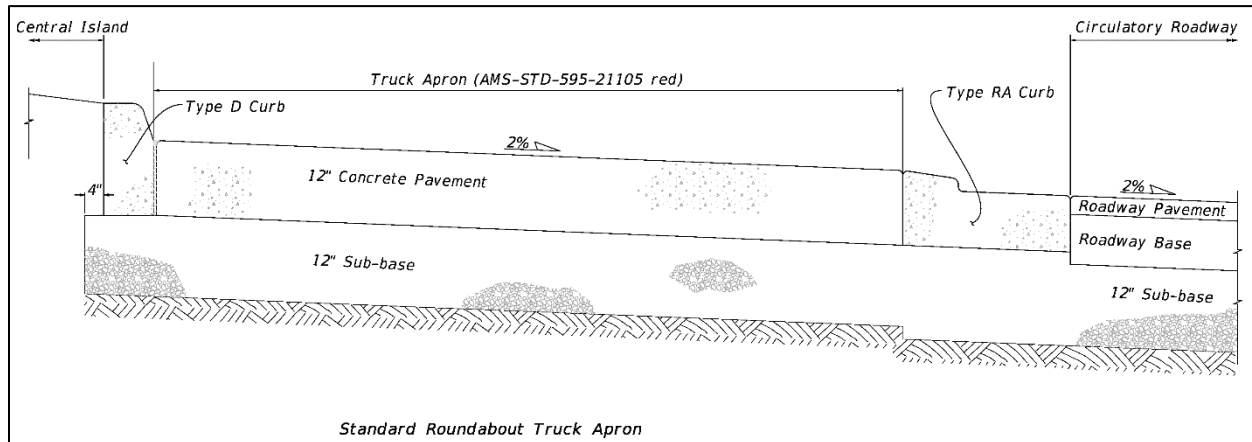 Central Island
Circulatory Roadway
Truck Apron (AMS-STD-595-21105 red)
Type D Curb
Type RA Curb
2%
12" Concrete Pavement
4"
2%
Roadway Pavement
Roadway Base
12" Sub-base
12" Sub-base
Standard Roundabout Truck Apron